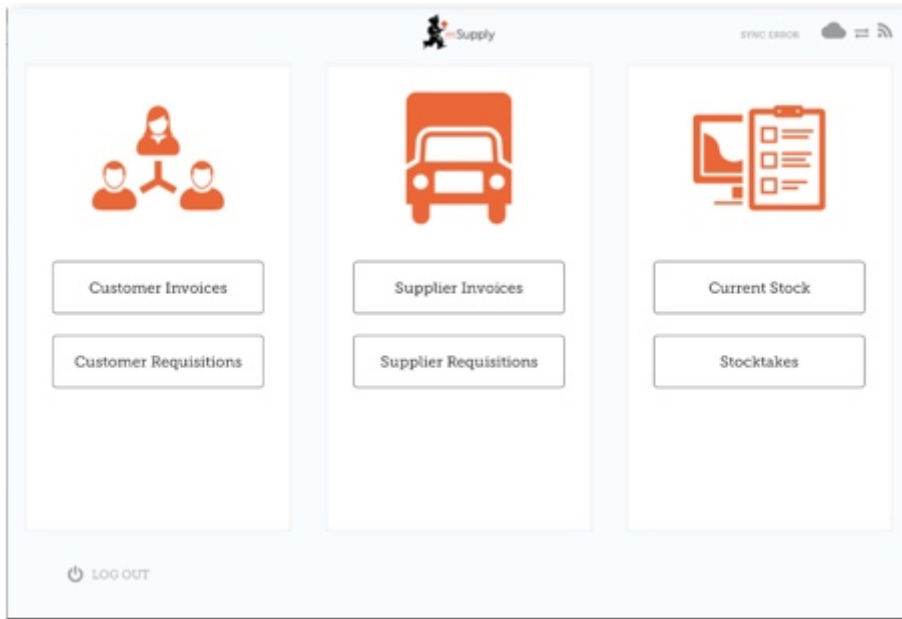 mSupply
SYNC ERROR
Customer Invoices
Supplier Invoices
Current Stock
Customer Requisitions
Supplier Requisitions
Stocktakes
LOG OUT